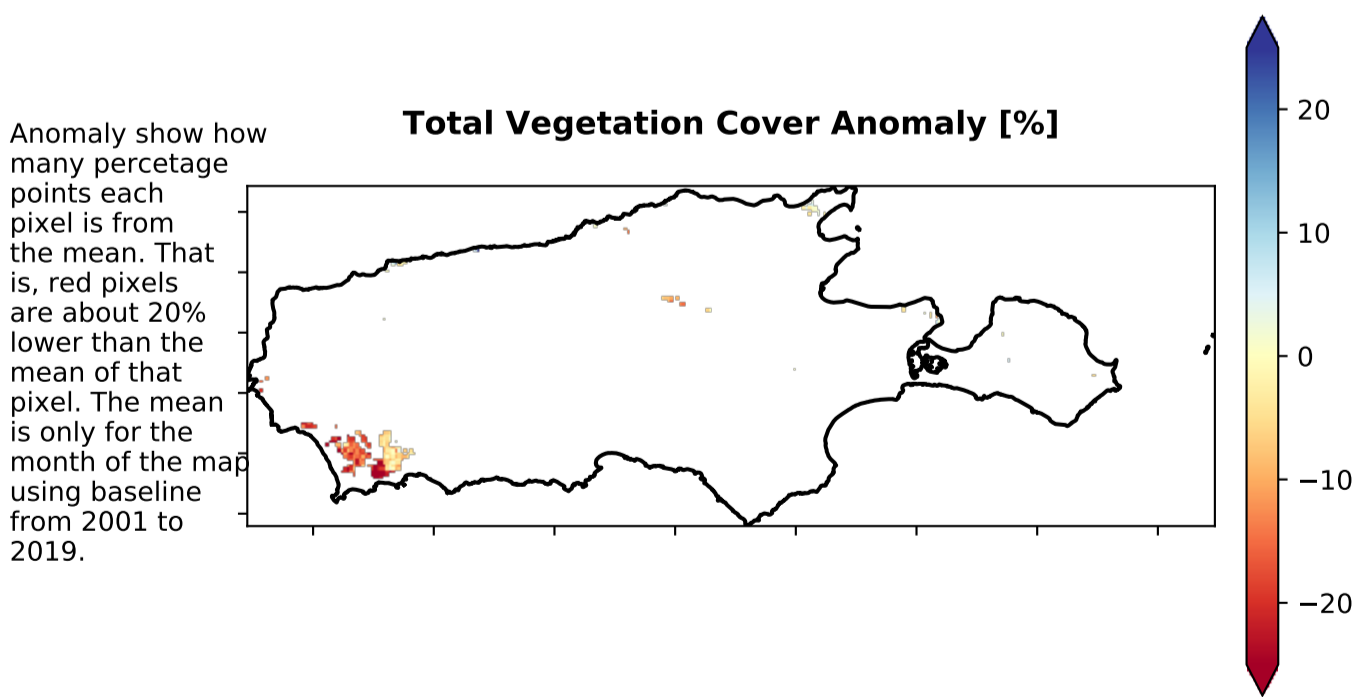 Total Vegetation Cover Anomaly [%]
Anomaly show how
many percetage
points each
pixel is from
the mean. That
is, red pixels
are about 20%
lower than the
mean of that
pixel. The mean
is only for the
month of the map
using baseline
from 2001 to
2019.
20
10
0
−10
−20